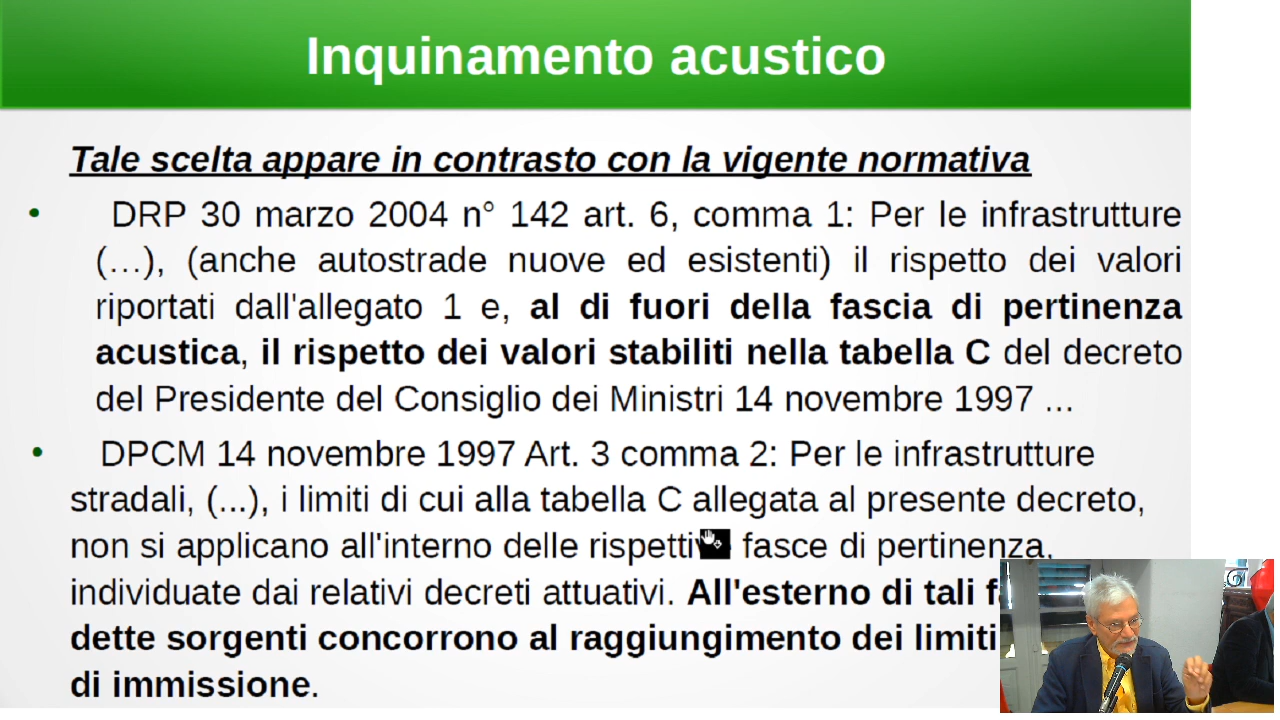 Inquinamento acustico
Tale scelta appare in contrasto con la vigente normativa
• DRP 30 marzo 2004 n° 142 art. 6, comma 1: Per le infrastrutture
(…), (anche autostrade nuove ed esistenti) il rispetto dei valori
riportati dall'allegato 1 e, al di fuori della fascia di pertinenza
acustica, il rispetto dei valori stabiliti nella tabella C del decreto
del Presidente del Consiglio dei Ministri 14 novembre 1997 ...
• DPCM 14 novembre 1997 Art. 3 comma 2: Per le infrastrutture
stradali, (...), i limiti di cui alla tabella C allegata al presente decreto,
non si applicano all'interno delle fasce di pertinenza,
individuate dai relativi decreti attuativi. All'esterno di tali
dette sorgenti concorrono al raggiungimento dei limiti
di immissione.